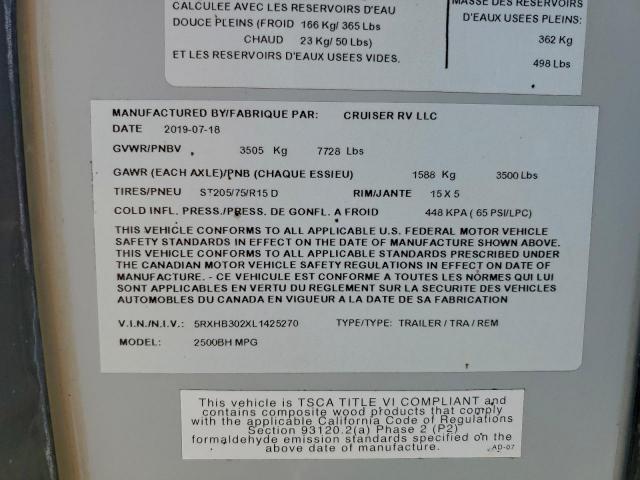 CALCULEE AVEC LES RESERVOIRS D'EAU
DOUCE PLEINS (FROID 166 Kg/ 365 Lbs
CHAUD 23 Kg/ 50 Lbs)
ET LES RESERVOIRS D'EAUX USEES VIDES.
MASSE DES RESERVOIRS
D'EAUX USEES PLEINS:
362 Kg
498 Lbs
MANUFACTURED BY/FABRIQUE PAR: CRUISER RV LLC
DATE 2019-07-18
GVWR/PNBV 3505 Kg 7728 Lbs
GAWR (EACH AXLE)/PNB (CHAQUE ESSIEU) 1588 Kg 3500 Lbs
TIRES/PNEU ST205/75/R15 D RIM/JANTE 15 X 5
COLD INFL. PRESS./PRESS. DE GONFL. A FROID 448 KPA ( 65 PSI/LPC)
THIS VEHICLE CONFORMS TO ALL APPLICABLE U.S. FEDERAL MOTOR VEHICLE
SAFETY STANDARDS IN EFFECT ON THE DATE OF MANUFACTURE SHOWN ABOVE.
THIS VEHICLE CONFORMS TO ALL APPLICABLE STANDARDS PRESCRIBED UNDER
THE CANADIAN MOTOR VEHICLE SAFETY REGULATIONS IN EFFECT ON DATE OF
MANUFACTURE. - CE VEHICULE EST CONFORME A TOUTES LES NORMES QUI LUI
SONT APPLICABLES EN VERTU DU REGLEMENT SUR LA SECURITE DES VEHICLES
AUTOMOBILES DU CANADA EN VIGUEUR A LA DATE DE SA FABRICATION
V.I.N./N.I.V.: 5RXHB302XL1425270 TYPE/TYPE: TRAILER / TRA / REM
MODEL: 2500BH MPG
This vehicle is TSCA TITLE VI COMPLIANT and
contains composite wood products that comply
with the applicable California Code of Regulations
Section 93120.2(a) Phase 2 (P2)
formaldehyde emission standards specified on the
above date of manufacture.
AD-07